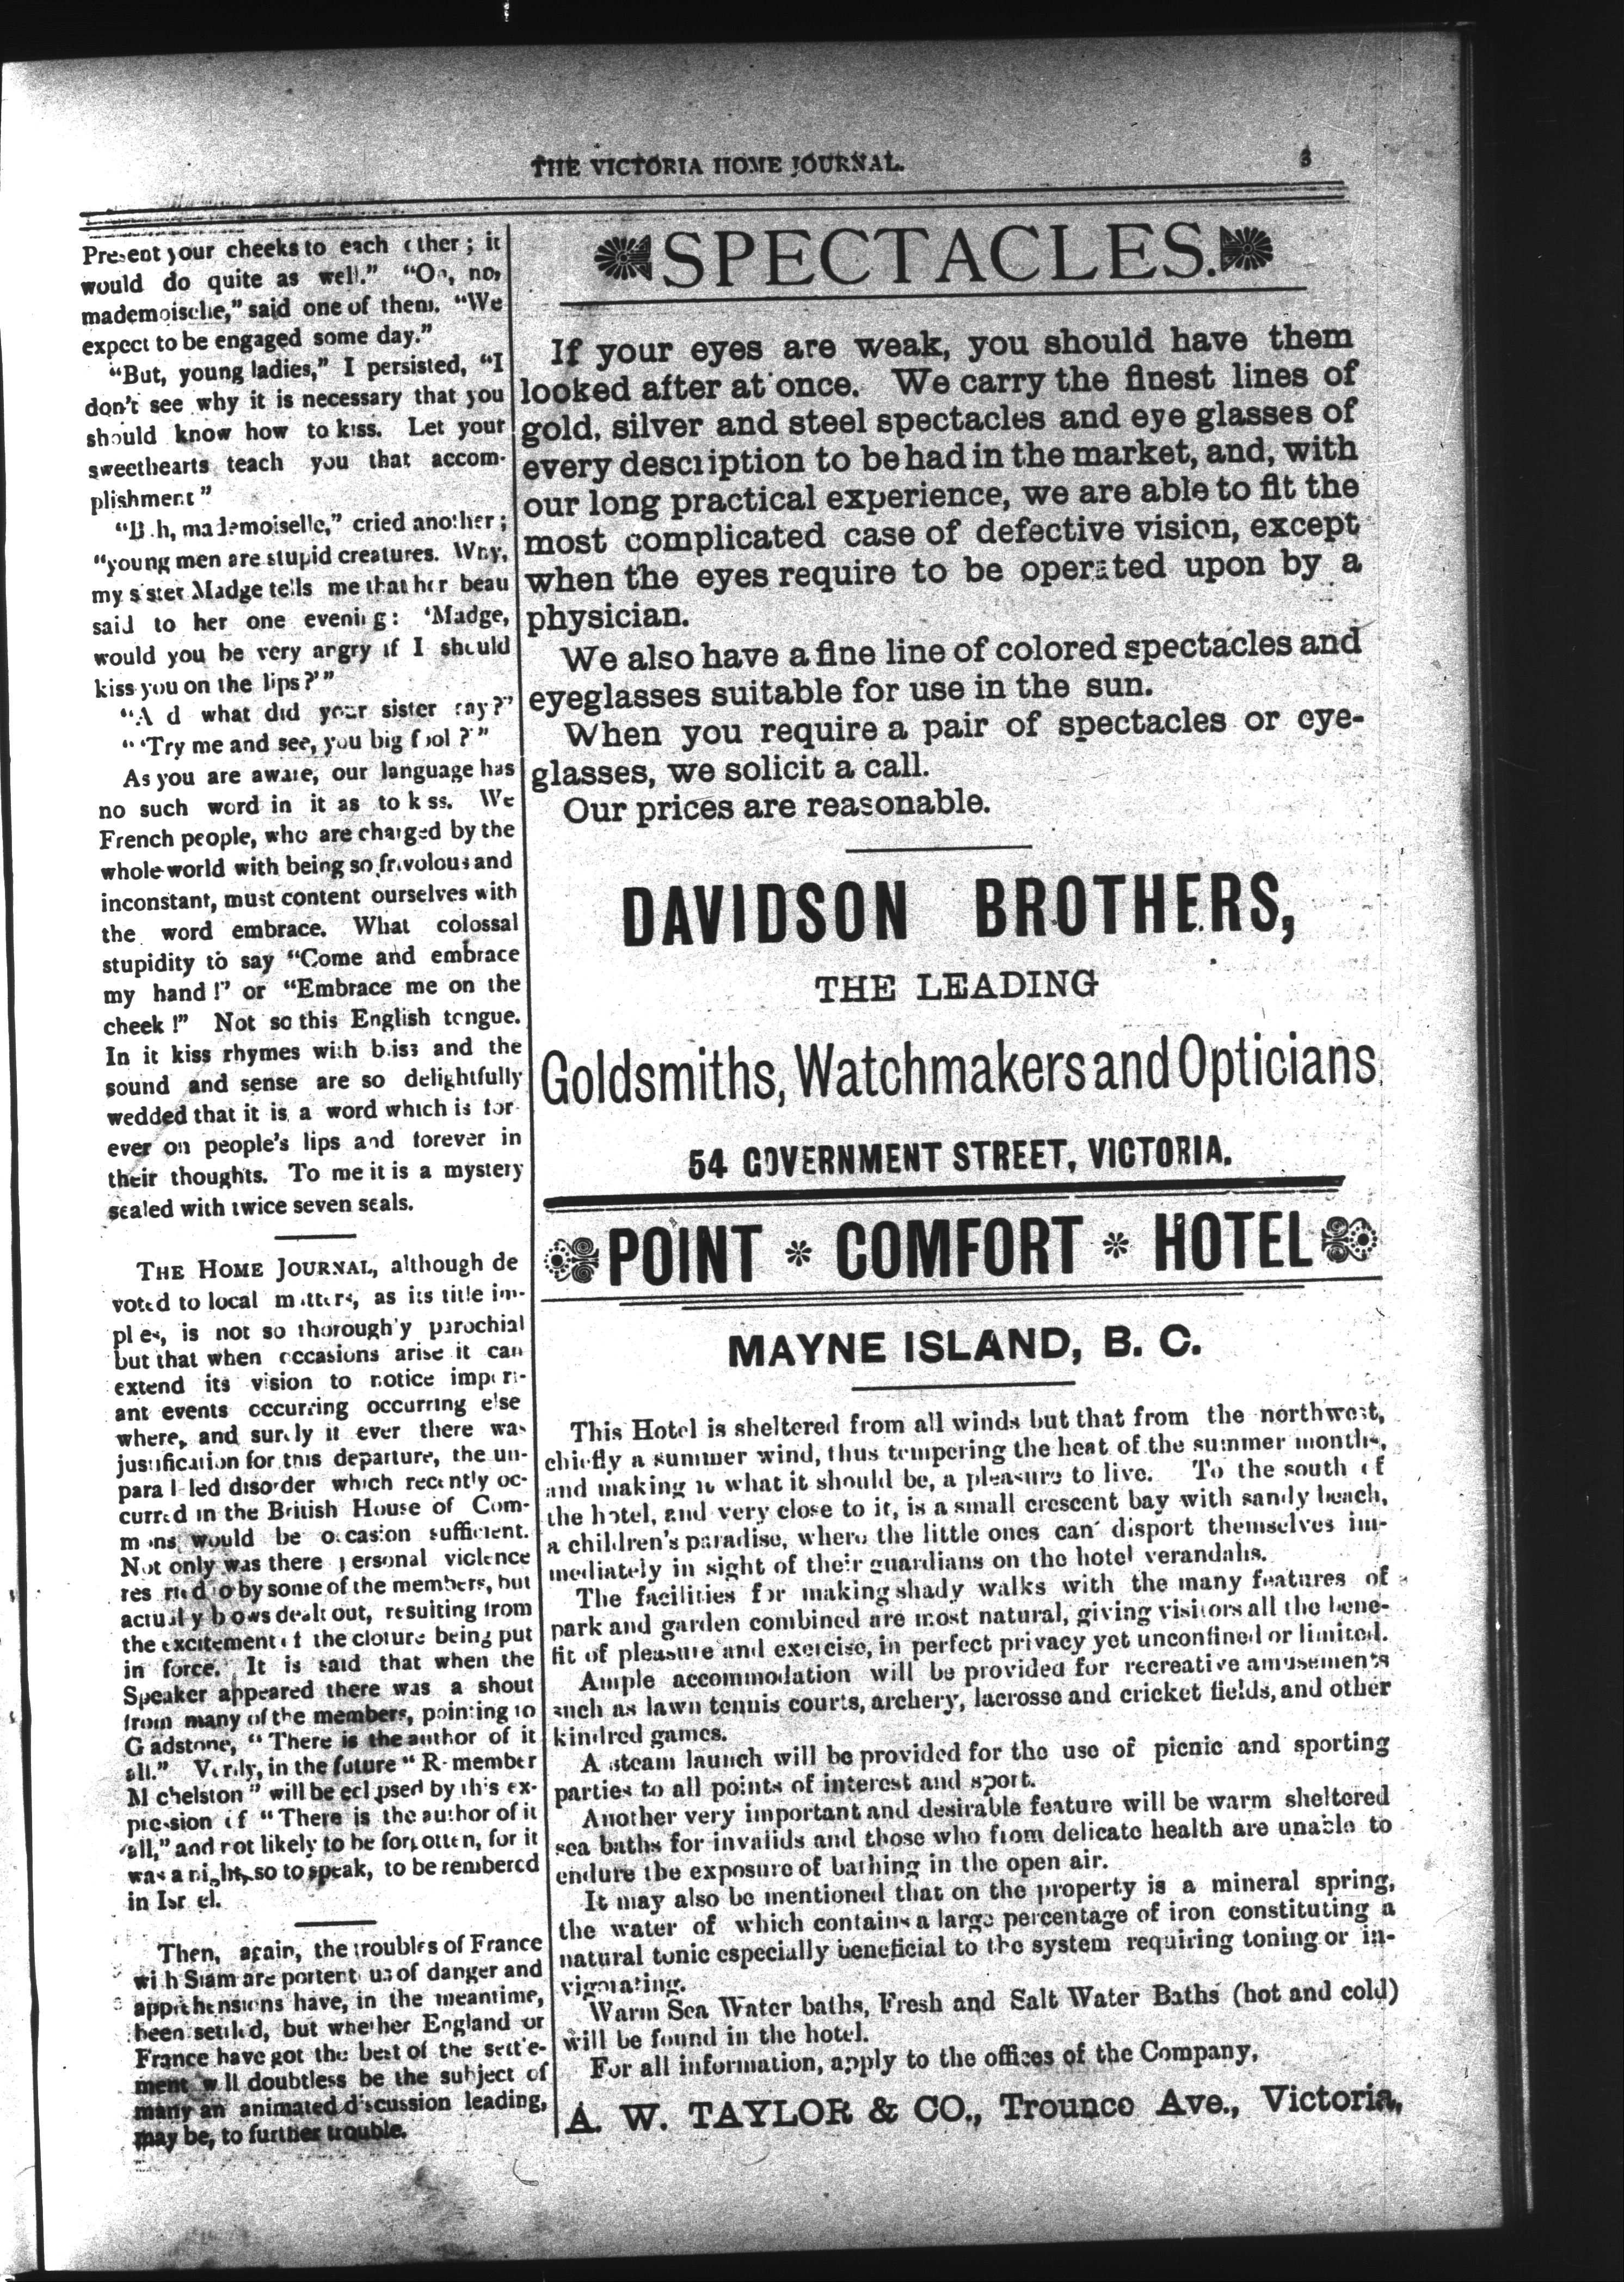 THE VICTORIA HOME JOURNAL. 3
Present your cheeks to each other ; it
would do quite as well." "Oh, no,
mademoiselle," said one of them. "We
expect to be engaged some day."
"But, young ladies," I persisted, "I
don't see why it is necessary that you
should know how to kiss. Let your
sweethearts teach you that accom-
plishment"
"Bah, mademoiselle," cried another ;
"young men are stupid creatures. Why,
my sister Madge tells me that her beau
said to her one evening : 'Madge,
would you be very angry if I should
kiss you on the lips ?' "
"And what did your sister say ?"
" 'Try me and see, you big fool ?' "
As you are aware, our language has
no such word in it as to kiss. We
French people, who are charged by the
whole world with being so frivolous and
inconstant, must content ourselves with
the word embrace. What colossal
stupidity to say "Come and embrace
my hand !" or "Embrace me on the
cheek !" Not so this English tongue.
In it kiss rhymes with bliss and the
sound and sense are so delightfully
wedded that it is a word which is for-
ever on people's lips and forever in
their thoughts. To me it is a mystery
sealed with twice seven seals.
THE HOME JOURNAL, although de
voted to local matters, as its title im-
plies, is not so thoroughly parochial
but that when occasions arise it can
extend its vision to notice import-
ant events occurring occurring else
where, and surely if ever there was
justification for this departure, the un-
paralleled disorder which recently oc-
curred in the British House of Com-
mons would be occasion sufficient.
Not only was there personal violence
resorted to by some of the members, but
actually blows dealt out, resulting from
the excitement of the cloture being put
in force. It is said that when the
Speaker appeared there was a shout
from many of the members, pointing to
Gladstone, " There is the author of it
all." Verily, in the future " Remember
Mitchelston " will be eclipsed by this ex-
pression of " There is the author of it
all," and not likely to be forgotten, for it
was a night, so to speak, to be rembered
in Israel.
Then, again, the troubles of France
with Siam are portentous of danger and
apprehensions have, in the meantime,
been settled, but whether England or
France have got the best of the settle-
ment will doubtless be the subject of
many an animated discussion leading,
may be, to further trouble.
SPECTACLES.
If your eyes are weak, you should have them
looked after at once. We carry the finest lines of
gold, silver and steel spectacles and eye glasses of
every description to be had in the market, and, with
our long practical experience, we are able to fit the
most complicated case of defective vision, except
when the eyes require to be operated upon by a
physician.
We also have a fine line of colored spectacles and
eyeglasses suitable for use in the sun.
When you require a pair of spectacles or eye-
glasses, we solicit a call.
Our prices are reasonable.
DAVIDSON BROTHERS,
THE LEADING
Goldsmiths, Watchmakers and Opticians
54 GOVERNMENT STREET, VICTORIA.
POINT * COMFORT * HOTEL
MAYNE ISLAND, B. C.
This Hotel is sheltered from all winds but that from the northwest,
chiefly a summer wind, thus tempering the heat of the summer months,
and making it what it should be, a pleasure to live. To the south of
the hotel, and very close to it, is a small crescent bay with sandy beach,
a children's paradise, where the little ones can disport themselves im-
mediately in sight of their guardians on the hotel verandahs.
The facilities for making shady walks with the many features of
park and garden combined are most natural, giving visitors all the bene-
fit of pleasure and exercise, in perfect privacy yet unconfined or limited.
Ample accommodation will be provided for recreative amusements
such as lawn tennis courts, archery, lacrosse and cricket fields, and other
kindred games.
A steam launch will be provided for the use of picnic and sporting
parties to all points of interest and sport.
Another very important and desirable feature will be warm sheltered
sea baths for invalids and those who from delicate health are unable to
endure the exposure of bathing in the open air.
It may also be mentioned that on the property is a mineral spring,
the water of which contains a large percentage of iron constituting a
natural tonic especially beneficial to the system requiring toning or in-
vigorating.
Warm Sea Water baths, Fresh and Salt Water Baths (hot and cold)
will be found in the hotel.
For all information, apply to the offices of the Company,
A. W. TAYLOR & CO., Trounce Ave., Victoria,